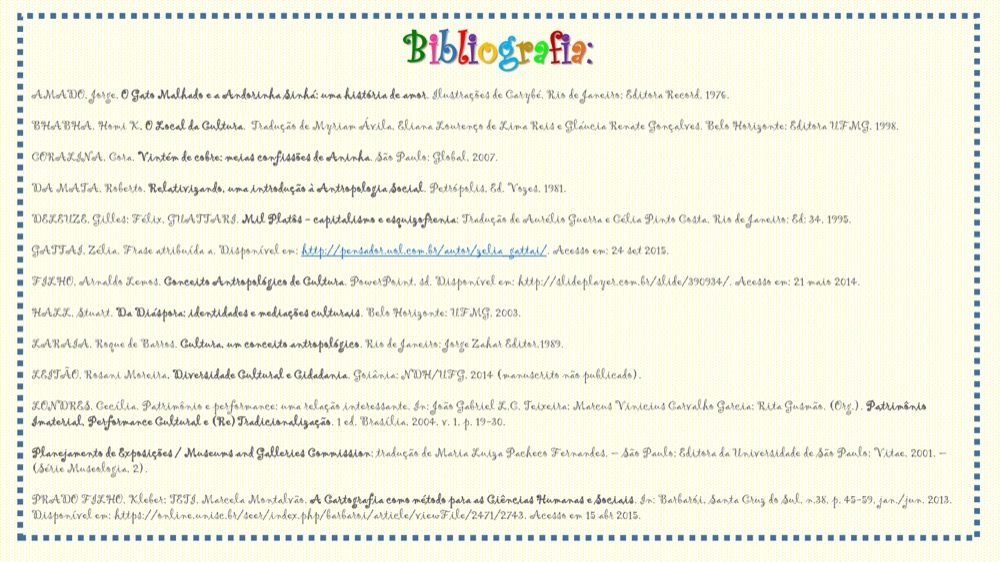 Bibliografia:
AMADO, Jorge. O Gato Malhado e a Andorinha Sinhá: uma história de amor. Ilustrações de Carybé. Rio de Janeiro: Editora Record, 1976.
BHABHA, Homi K. O Local da Cultura. Tradução de Myriam Ávila, Eliana Lourenço de Lima Reis e Gláucia Renate Gonçalves. Belo Horizonte: Editora UFMG, 1998.
CORALINA, Cora. Vintém de cobre: meias confissões de Aninha. São Paulo: Global, 2007.
DA MATA, Roberto. Relativizando, uma introdução à Antropologia Social. Petrópolis, Ed. Vozes, 1981.
DELEUZE, Gilles; Félix, GUATTARI. Mil Platôs – capitalismo e esquizofrenia: Tradução de Aurélio Guerra e Célia Pinto Costa, Rio de Janeiro: Ed: 34, 1995.
GATTAI, Zélia. Frase atribuída a. Disponível em: http://pensador.uol.com.br/autor/zelia_gattai/. Acesso em: 24 set 2015.
FILHO, Arnaldo Lemos. Conceito Antropológico de Cultura. PowerPoint, sd. Disponível em: http://slideplayer.com.br/slide/390934/. Acesso em: 21 maio 2014.
HALL, Stuart. Da Diáspora: identidades e mediações culturais. Belo Horizonte: UFMG, 2003.
LARAIA, Roque de Barros. Cultura, um conceito antropológico. Rio de Janeiro: Jorge Zahar Editor,1989.
LEITÃO, Rosani Moreira. Diversidade Cultural e Cidadania. Goiânia: NDH/UFG, 2014 (manuscrito não publicado).
LONDRES, Cecília. Patrimônio e performance: uma relação interessante. In: João Gabriel L.C. Teixeira; Marcus Vinicius Carvalho Garcia; Rita Gusmão. (Org.). Patrimônio
Imaterial, Performance Cultural e (Re)Tradicionalização. 1 ed. Brasília, 2004, v. 1, p. 19-30.
Planejamento de Exposições / Museums and Galleries Commission; tradução de Maria Luiza Pacheco Fernandes. – São Paulo: Editora da Universidade de São Paulo: Vitae, 2001. –
(Série Museologia, 2).
PRADO FILHO, Kleber; TETI, Marcela Montalvão. A Cartografia como método para as Ciências Humanas e Sociais. In: Barbarói, Santa Cruz do Sul, n.38, p. 45-59, jan./jun. 2013.
Disponível em: https://online.unisc.br/seer/index.php/barbaroi/article/viewFile/2471/2743. Acesso em 15 abr 2015.